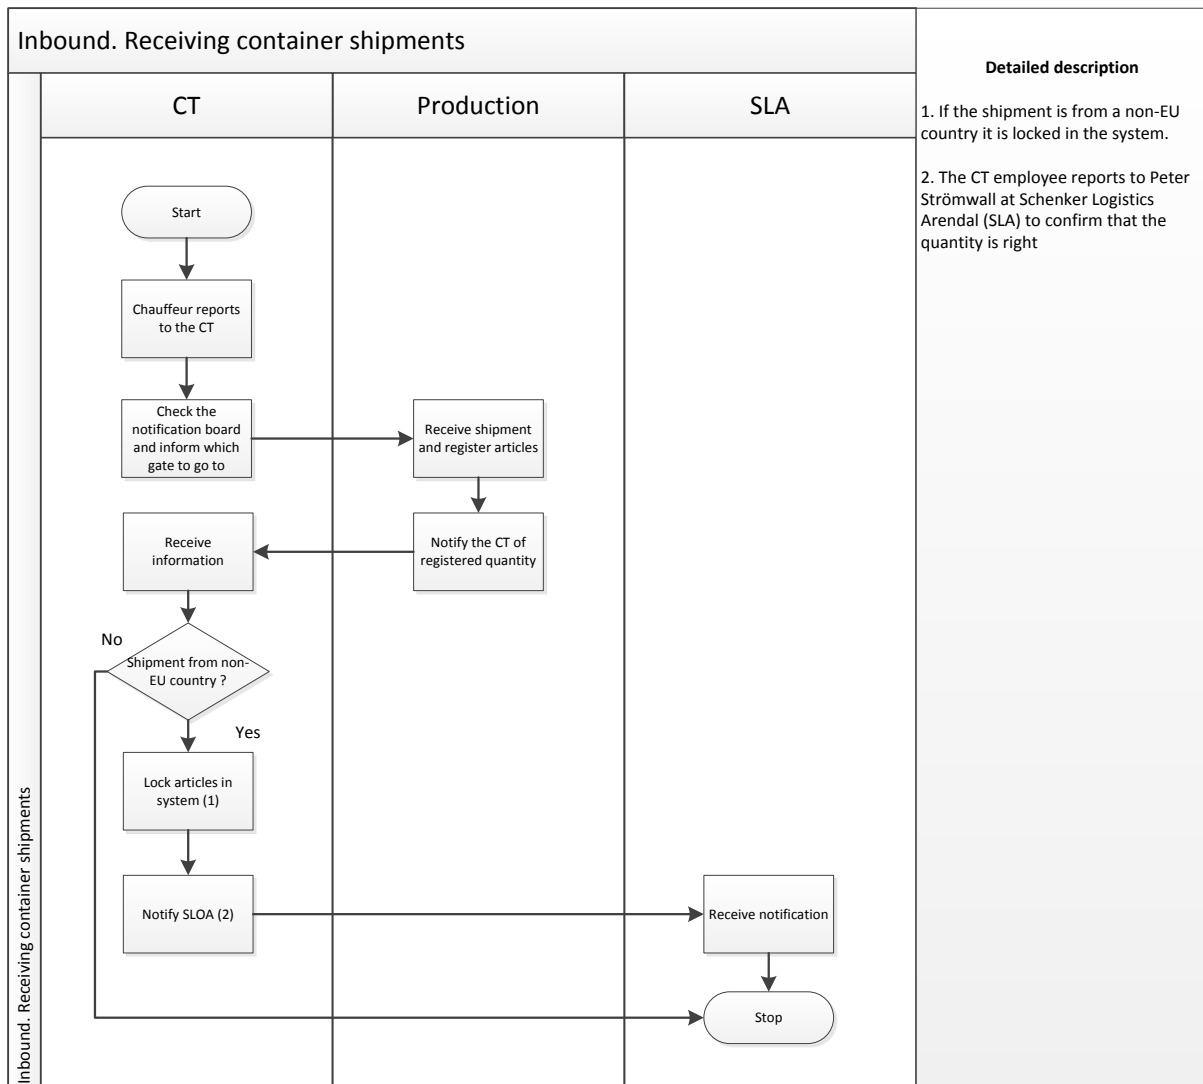 Inbound. Receiving container shipments
CT
Production
SLA
Start
Chauffeur reports
to the CT
Check the
notification board
and inform which
gate to go to
Receive shipment
and register articles
Receive
information
Notify the CT of
registered quantity
No
Shipment from non-
EU country ?
Yes
Lock articles in
system (1)
Notify SLOA (2)
Receive notification
Stop
Inbound. Receiving container shipments
Detailed description
1. If the shipment is from a non-EU
country it is locked in the system.
2. The CT employee reports to Peter
Strömwall at Schenker Logistics
Arendal (SLA) to confirm that the
quantity is right